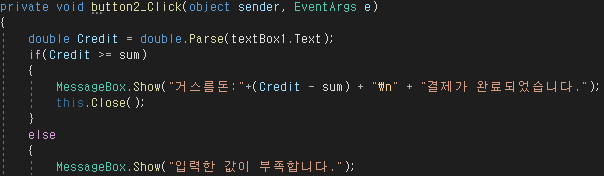 private void button2_Click(object sender, EventArgs e)
{
double Credit = double.Parse(textBox1.Text);
if(Credit >= sum)
{
MessageBox.Show("거스름돈:"+(Credit - sum) + "₩n" + "결제가 완료되었습니다.");
this.Close();
}
else
{
MessageBox.Show("입력한 값이 부족합니다.");